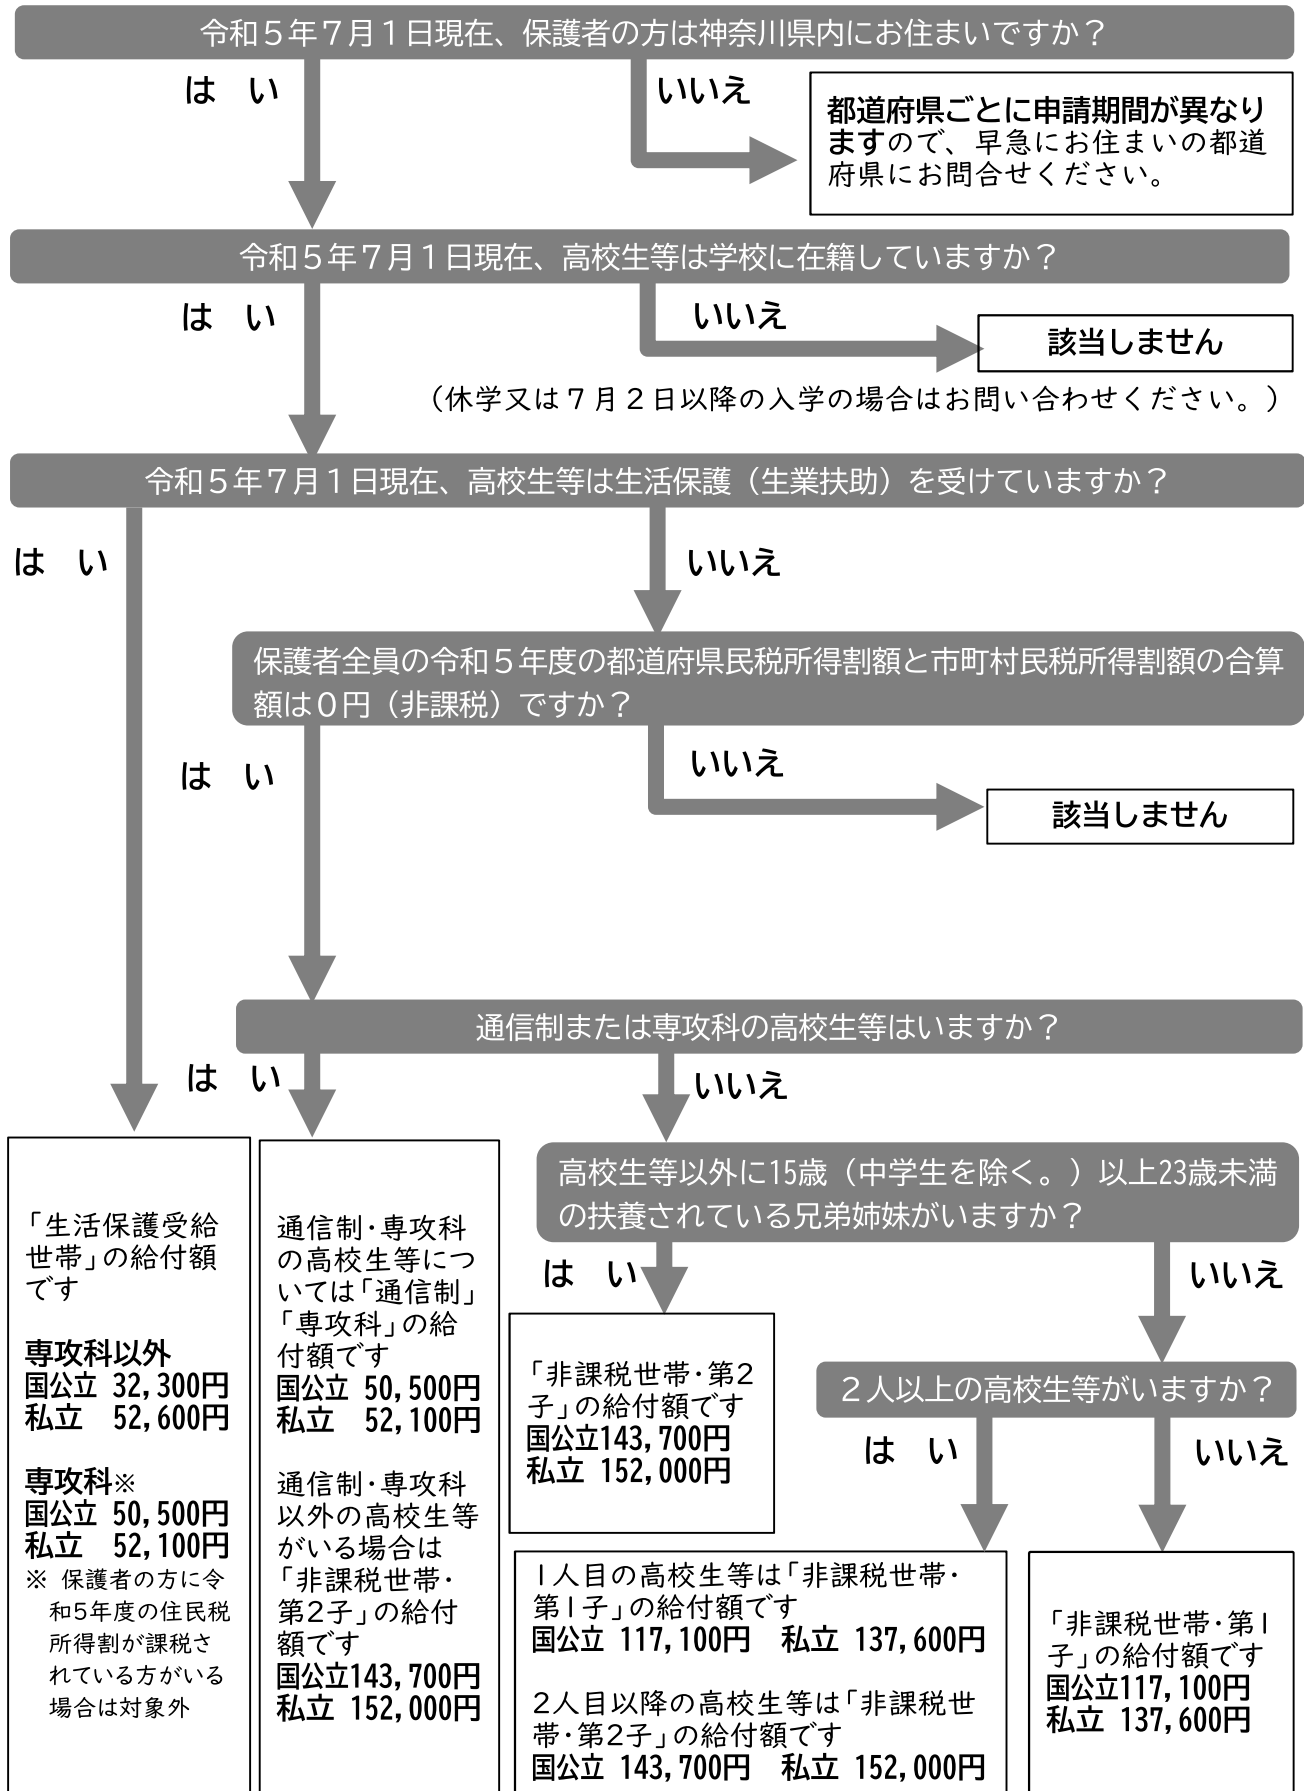 令和５年７月１日現在、保護者の方は神奈川県内にお住まいですか？
は　い
いいえ
都道府県ごとに申請期間が異なり
ますので、早急にお住まいの都道
府県にお問合せください。
令和５年７月１日現在、高校生等は学校に在籍していますか？
は　い
いいえ
該当しません
（休学又は７月２日以降の入学の場合はお問い合わせください。）
令和５年７月１日現在、高校生等は生活保護（生業扶助）を受けていますか？
は　い
いいえ
保護者全員の令和５年度の都道府県民税所得割額と市町村民税所得割額の合算
額は０円（非課税）ですか？
は　い
いいえ
該当しません
通信制または専攻科の高校生等はいますか？
は　い
いいえ
「生活保護受給
世帯」の給付額
です
専攻科以外
国公立 32,300円
私立　52,600円
専攻科※
国公立 50,500円
私立　52,100円
※ 保護者の方に令
和5年度の住民税
所得割が課税さ
れている方がいる
場合は対象外
通信制・専攻科
の高校生等につ
いては「通信制」
「専攻科」の給
付額です
国公立 50,500円
私立　52,100円
通信制・専攻科
以外の高校生等
がいる場合は
「非課税世帯・
第2子」の給付
額です
国公立143,700円
私立 152,000円
高校生等以外に15歳（中学生を除く。）以上23歳未満
の扶養されている兄弟姉妹がいますか？
は　い
いいえ
「非課税世帯・第2
子」の給付額です
国公立143,700円
私立 152,000円
２人以上の高校生等がいますか？
は　い
いいえ
1人目の高校生等は「非課税世帯・
第1子」の給付額です
国公立 117,100円　私立 137,600円
2人目以降の高校生等は「非課税世
帯・第2子」の給付額です
国公立 143,700円　私立 152,000円
「非課税世帯・第1
子」の給付額です
国公立117,100円
私立 137,600円